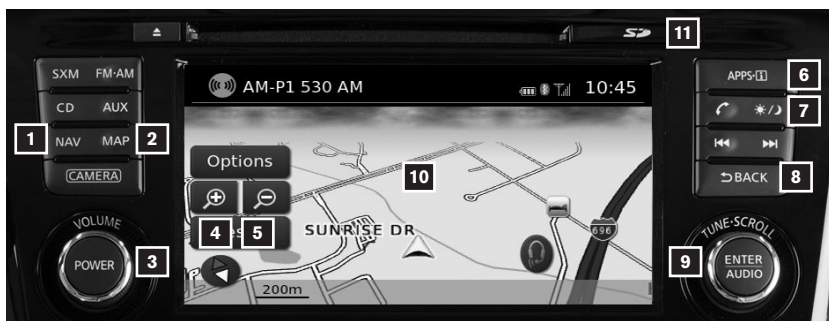 SD
11
SXM FM·AM
CD AUX
1 NAV MAP 2
CAMERA
VOLUME
POWER 3
AM-P1 530 AM 10:45
Options
10
4 5
SUNRISE DR
696
200m
APPS·i 6
7
BACK 8
TUNE·SCROLL
9 ENTER
AUDIO